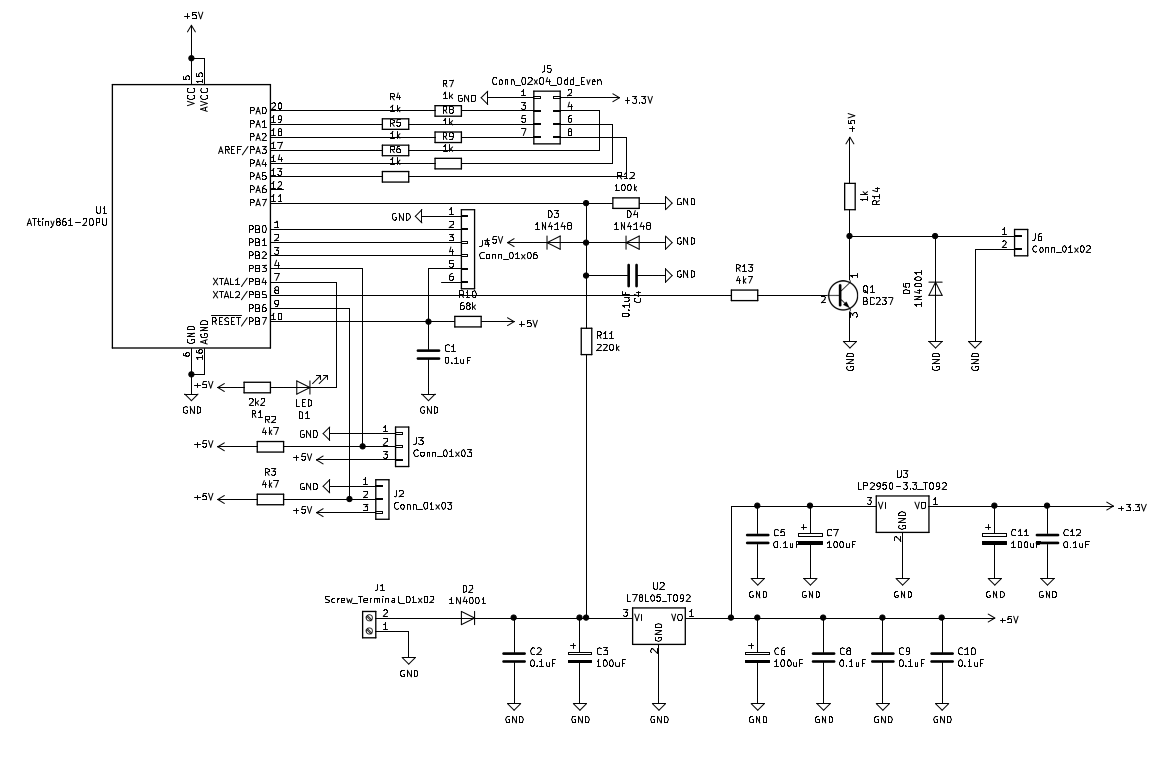 +5V
5
15
VCC
AVCC
U1
ATtiny861-20PU
PA0
20
PA1
19
PA2
18
AREF/PA3
17
PA4
14
PA5
13
PA6
12
PA7
11
PB0
1
PB1
2
PB2
3
PB3
4
XTAL1/PB4
7
XTAL2/PB5
8
PB6
9
RESET/PB7
10
GND
AGND
6
16
GND
R4
1k
R5
1k
R6
1k
R7
1k
R8
1k
R9
1k
J5
Conn_02x04_Odd_Even
GND
1
2
3
4
5
6
7
8
+3.3V
R12
100k
GND
GND
1
2
3
4
5
6
J4
Conn_01x06
+5V
D3
1N4148
D4
1N4148
GND
0.1uF
C4
GND
R10
68k
+5V
C1
0.1uF
GND
R11
220k
R13
4k7
+5V
1k
R14
Q1
BC237
1
2
3
GND
D5
1N4001
GND
1
2
J6
Conn_01x02
GND
+5V
2k2
R1
LED
D1
R2
4k7
+5V
GND
1
2
3
+5V
J3
Conn_01x03
R3
4k7
+5V
GND
1
2
3
+5V
J2
Conn_01x03
U3
LP2950-3.3_TO92
3
VI
VO
1
GND
2
+3.3V
C5
0.1uF
C7
100uF
C11
100uF
C12
0.1uF
GND
GND
GND
GND
GND
J1
Screw_Terminal_01x02
2
1
GND
D2
1N4001
U2
L78L05_TO92
3
VI
VO
1
GND
2
+5V
C2
0.1uF
C3
100uF
C6
100uF
C8
0.1uF
C9
0.1uF
C10
0.1uF
GND
GND
GND
GND
GND
GND
GND